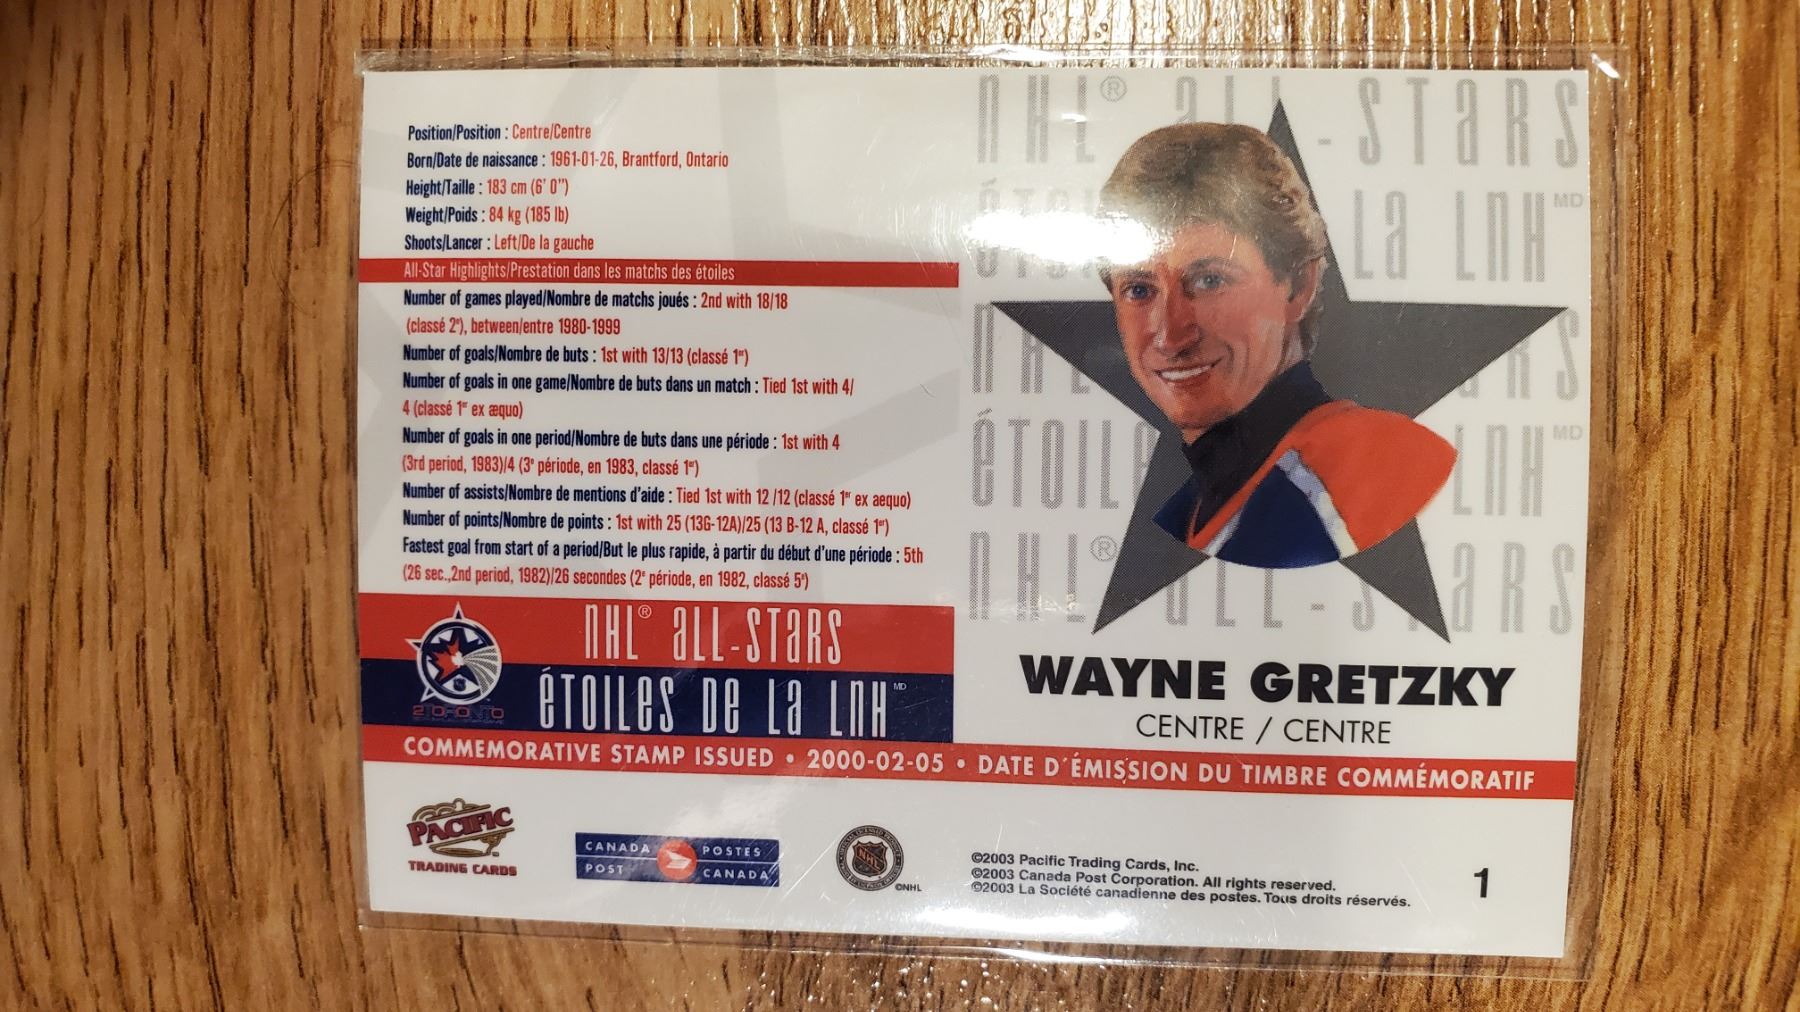 Position/Position : Centre/Centre
Born/Date de naissance : 1961-01-26, Brantford, Ontario
Height/Taille : 183 cm (6' 0")
Weight/Poids : 84 kg (185 lb)
Shoots/Lancer : Left/De la gauche
All-Star Highlights/Prestation dans les matchs des étoiles
Number of games played/Nombre de matchs joués : 2nd with 18/18
(classé 2e), between/entre 1980-1999
Number of goals/Nombre de buts : 1st with 13/13 (classé 1er)
Number of goals in one game/Nombre de buts dans un match : Tied 1st with 4/
4 (classé 1er ex æquo)
Number of goals in one period/Nombre de buts dans une période : 1st with 4
(3rd period, 1983)/4 (3e période, en 1983, classé 1er)
Number of assists/Nombre de mentions d'aide : Tied 1st with 12 /12 (classé 1er ex aequo)
Number of points/Nombre de points : 1st with 25 (13G-12A)/25 (13 B-12 A, classé 1er)
Fastest goal from start of a period/But le plus rapide, à partir du début d'une période : 5th
(26 sec.,2nd period, 1982)/26 secondes (2e période, en 1982, classé 5e)
NHL® ALL-STARS
ÉTOILES DE LA LNH MD
2TORONTO
NHL® ALL-STARS
ÉTOILES LA LNH MD
ÉTOILE LNH MD
NHL® ALL-STARS
WAYNE GRETZKY
CENTRE / CENTRE
COMMEMORATIVE STAMP ISSUED • 2000-02-05 • DATE D'ÉMISSION DU TIMBRE COMMÉMORATIF
PACIFIC
TRADING CARDS
CANADA POSTES
POST CANADA
NHL
©NHL
©2003 Pacific Trading Cards, Inc.
©2003 Canada Post Corporation. All rights reserved.
©2003 La Société canadienne des postes. Tous droits réservés.
1